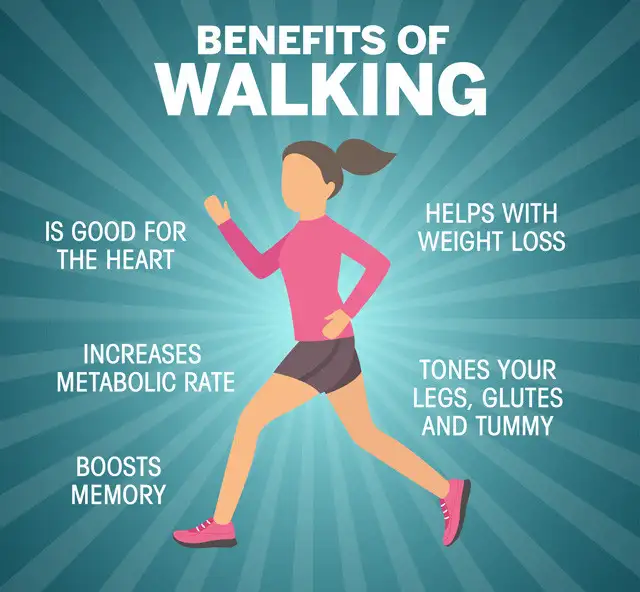 BENEFITS OF
WALKING
IS GOOD FOR
THE HEART
HELPS WITH
WEIGHT LOSS
INCREASES
METABOLIC RATE
TONES YOUR
LEGS, GLUTES
AND TUMMY
BOOSTS
MEMORY